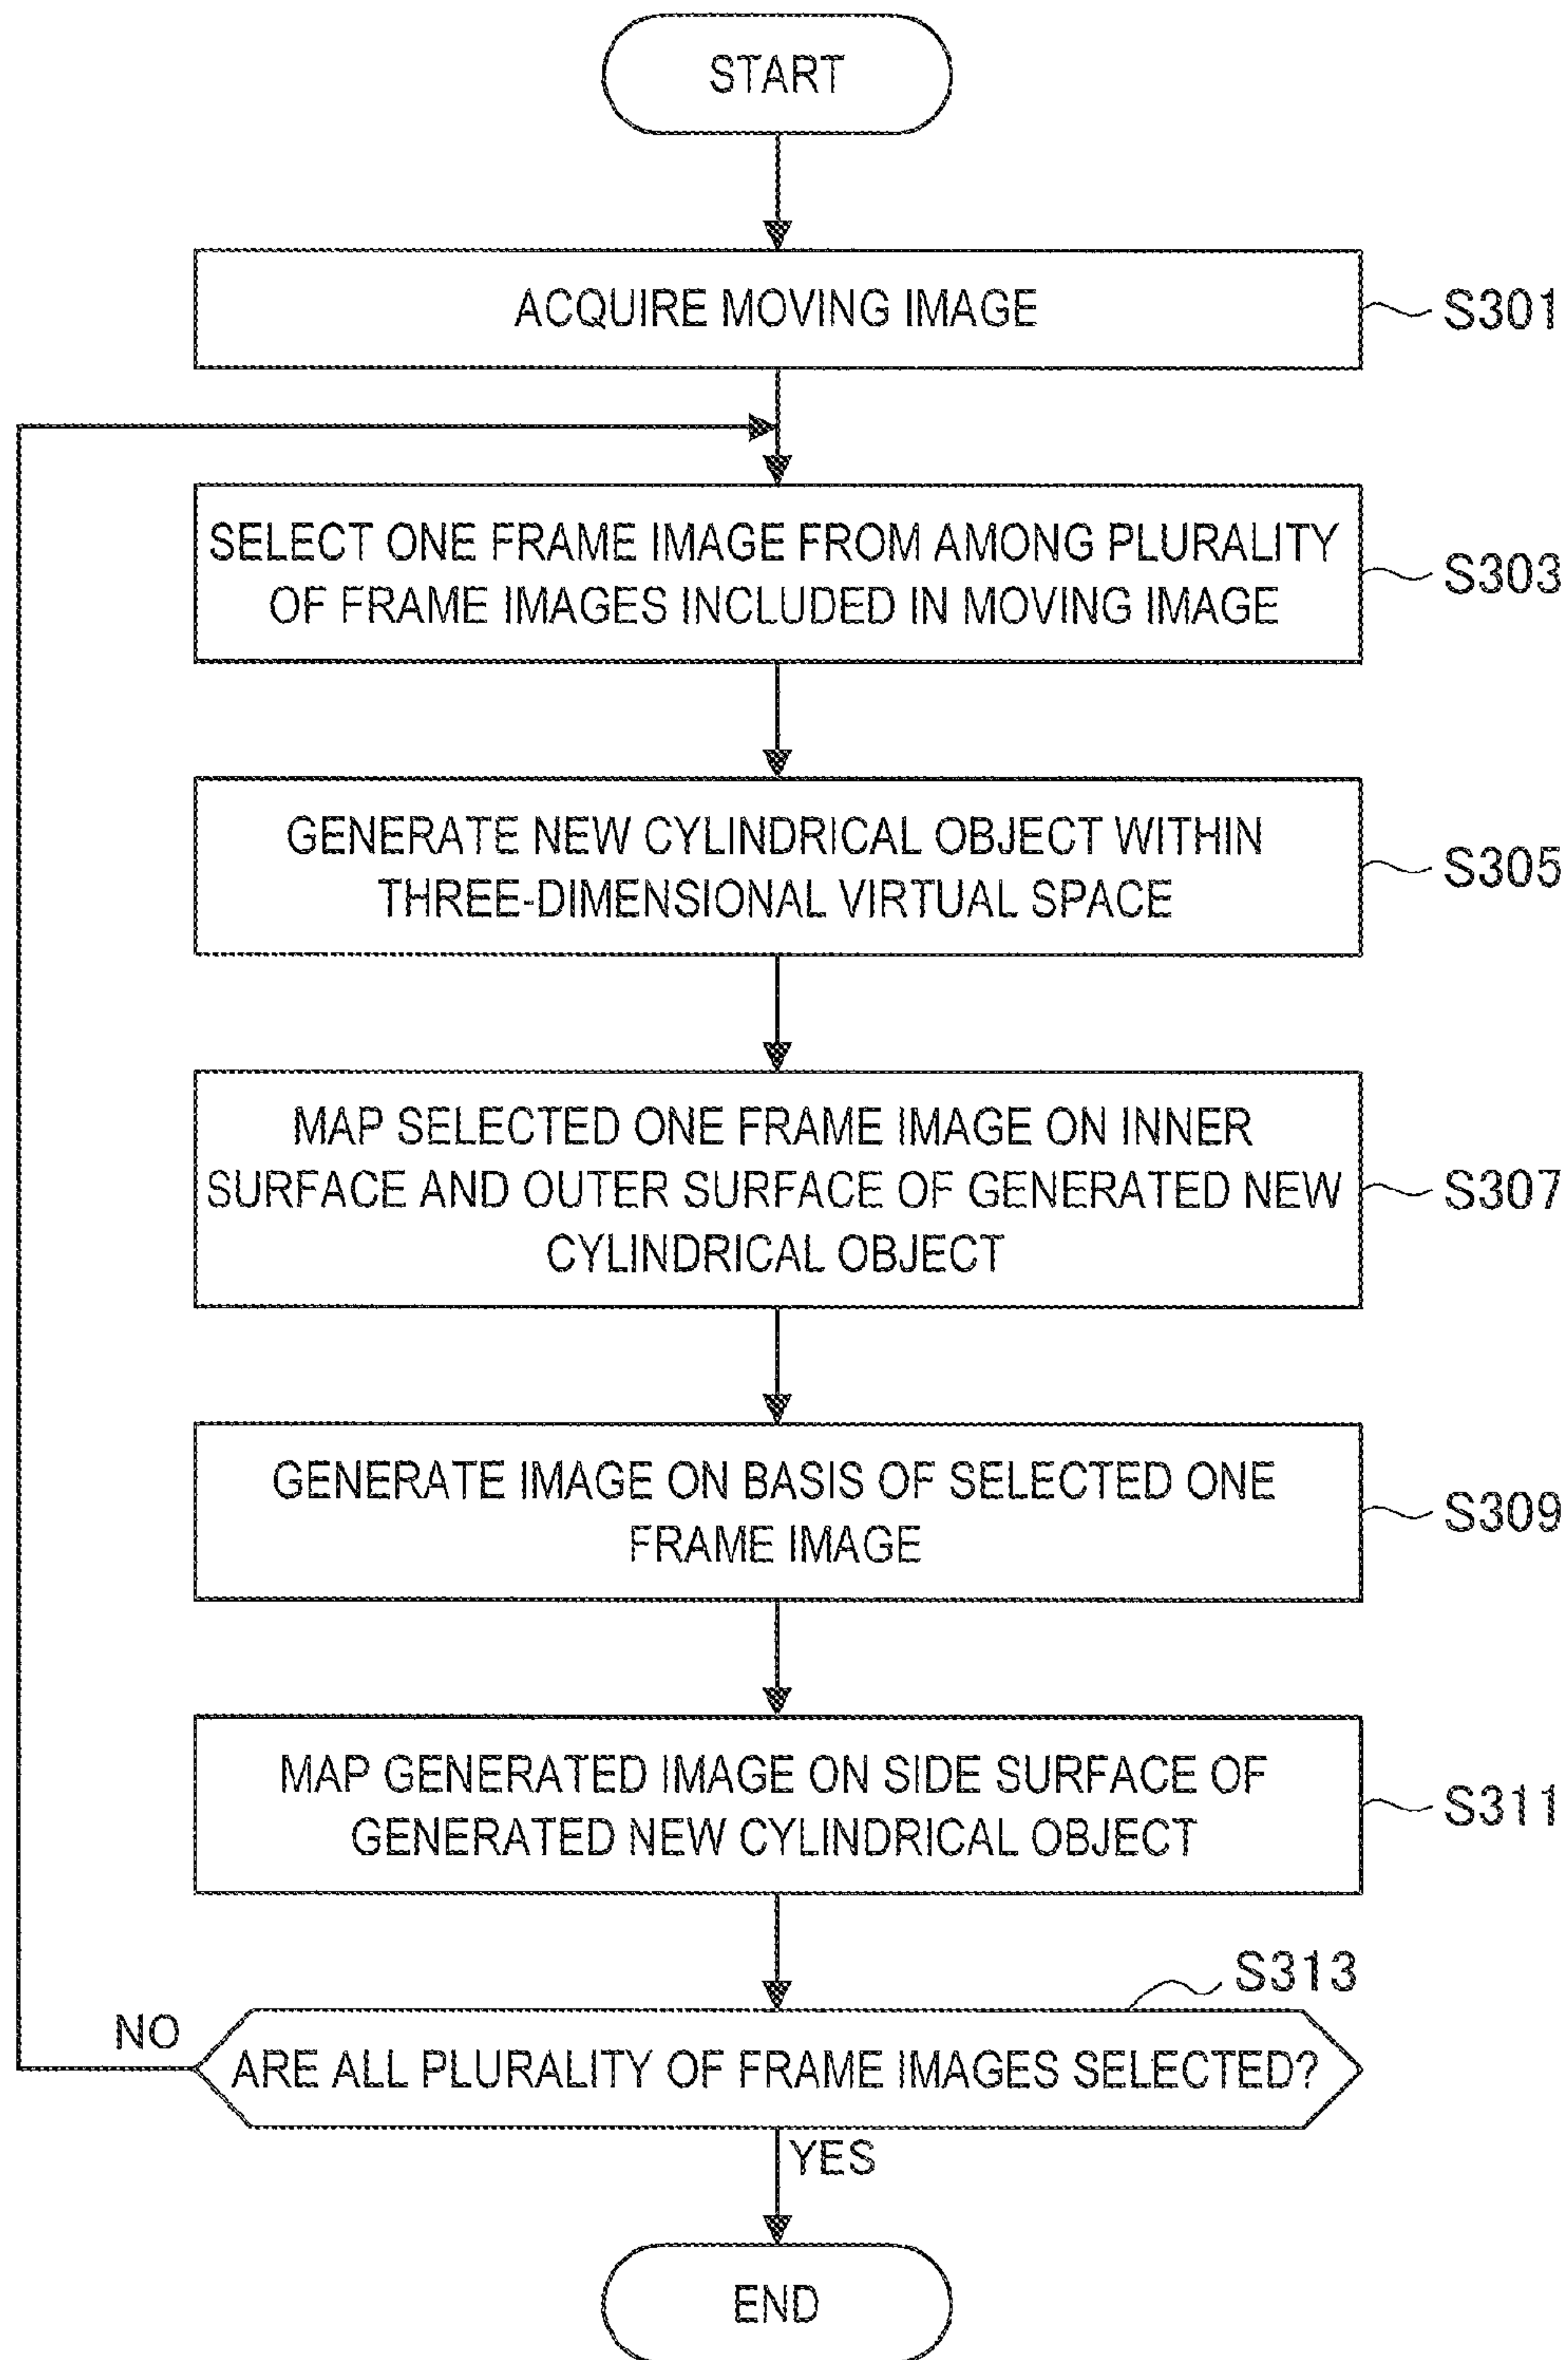 START
ACQUIRE MOVING IMAGE
S301
SELECT ONE FRAME IMAGE FROM AMONG PLURALITY
OF FRAME IMAGES INCLUDED IN MOVING IMAGE
S303
GENERATE NEW CYLINDRICAL OBJECT WITHIN
THREE-DIMENSIONAL VIRTUAL SPACE
S305
MAP SELECTED ONE FRAME IMAGE ON INNER
SURFACE AND OUTER SURFACE OF GENERATED NEW
CYLINDRICAL OBJECT
S307
GENERATE IMAGE ON BASIS OF SELECTED ONE
FRAME IMAGE
S309
MAP GENERATED IMAGE ON SIDE SURFACE OF
GENERATED NEW CYLINDRICAL OBJECT
S311
S313
NO
ARE ALL PLURALITY OF FRAME IMAGES SELECTED?
YES
END